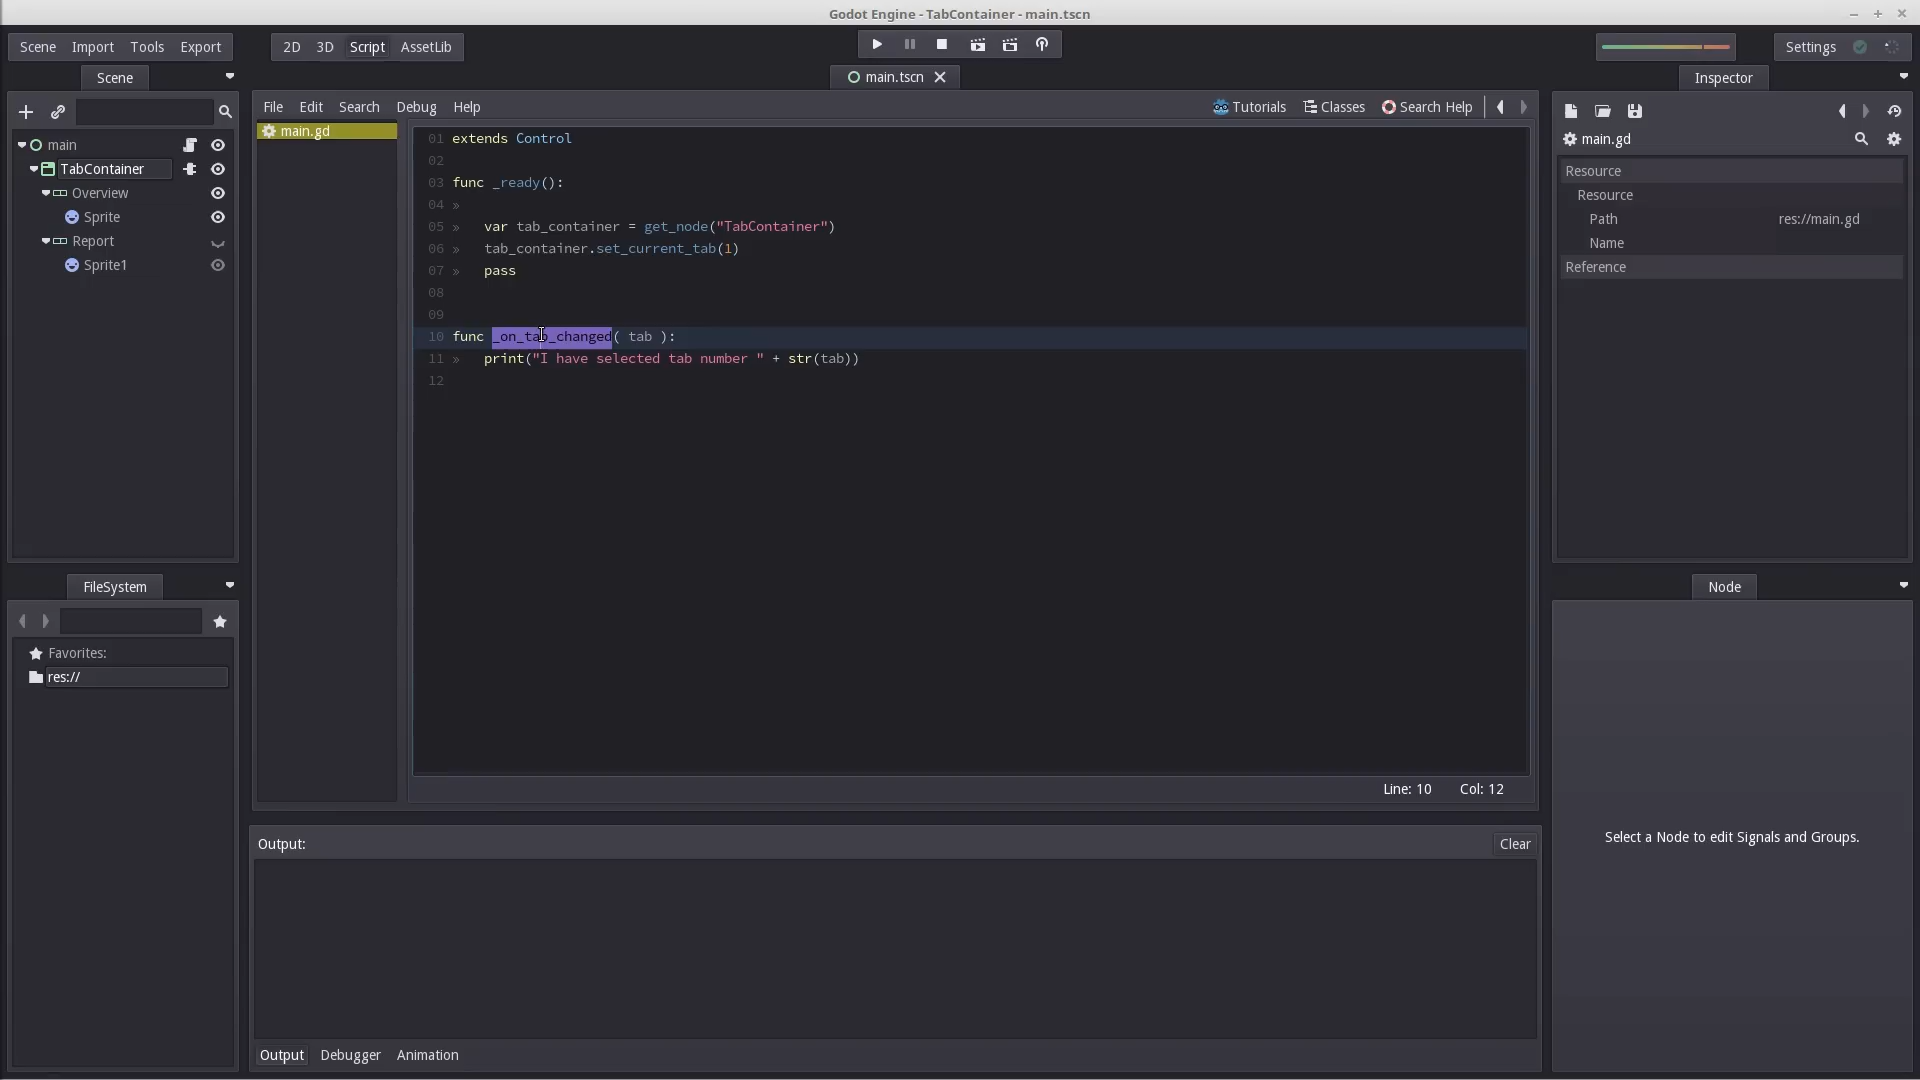 Godot Engine - TabContainer - main.tscn
Scene Import Tools Export
2D 3D Script AssetLib
Settings
Scene
main.tscn
Inspector
File Edit Search Debug Help
Tutorials Classes Search Help
main
TabContainer
Overview
Sprite
Report
Sprite1
main.gd
01 extends Control
02
03 func _ready():
04 »
05 » var tab_container = get_node("TabContainer")
06 » tab_container.set_current_tab(1)
07 » pass
08
09
10 func _on_tab_changed( tab ):
11 » print("I have selected tab number " + str(tab))
12
Line: 10 Col: 12
main.gd
Resource
Resource
Path res://main.gd
Name
Reference
FileSystem
Favorites:
res://
Output:
Clear
Output Debugger Animation
Node
Select a Node to edit Signals and Groups.